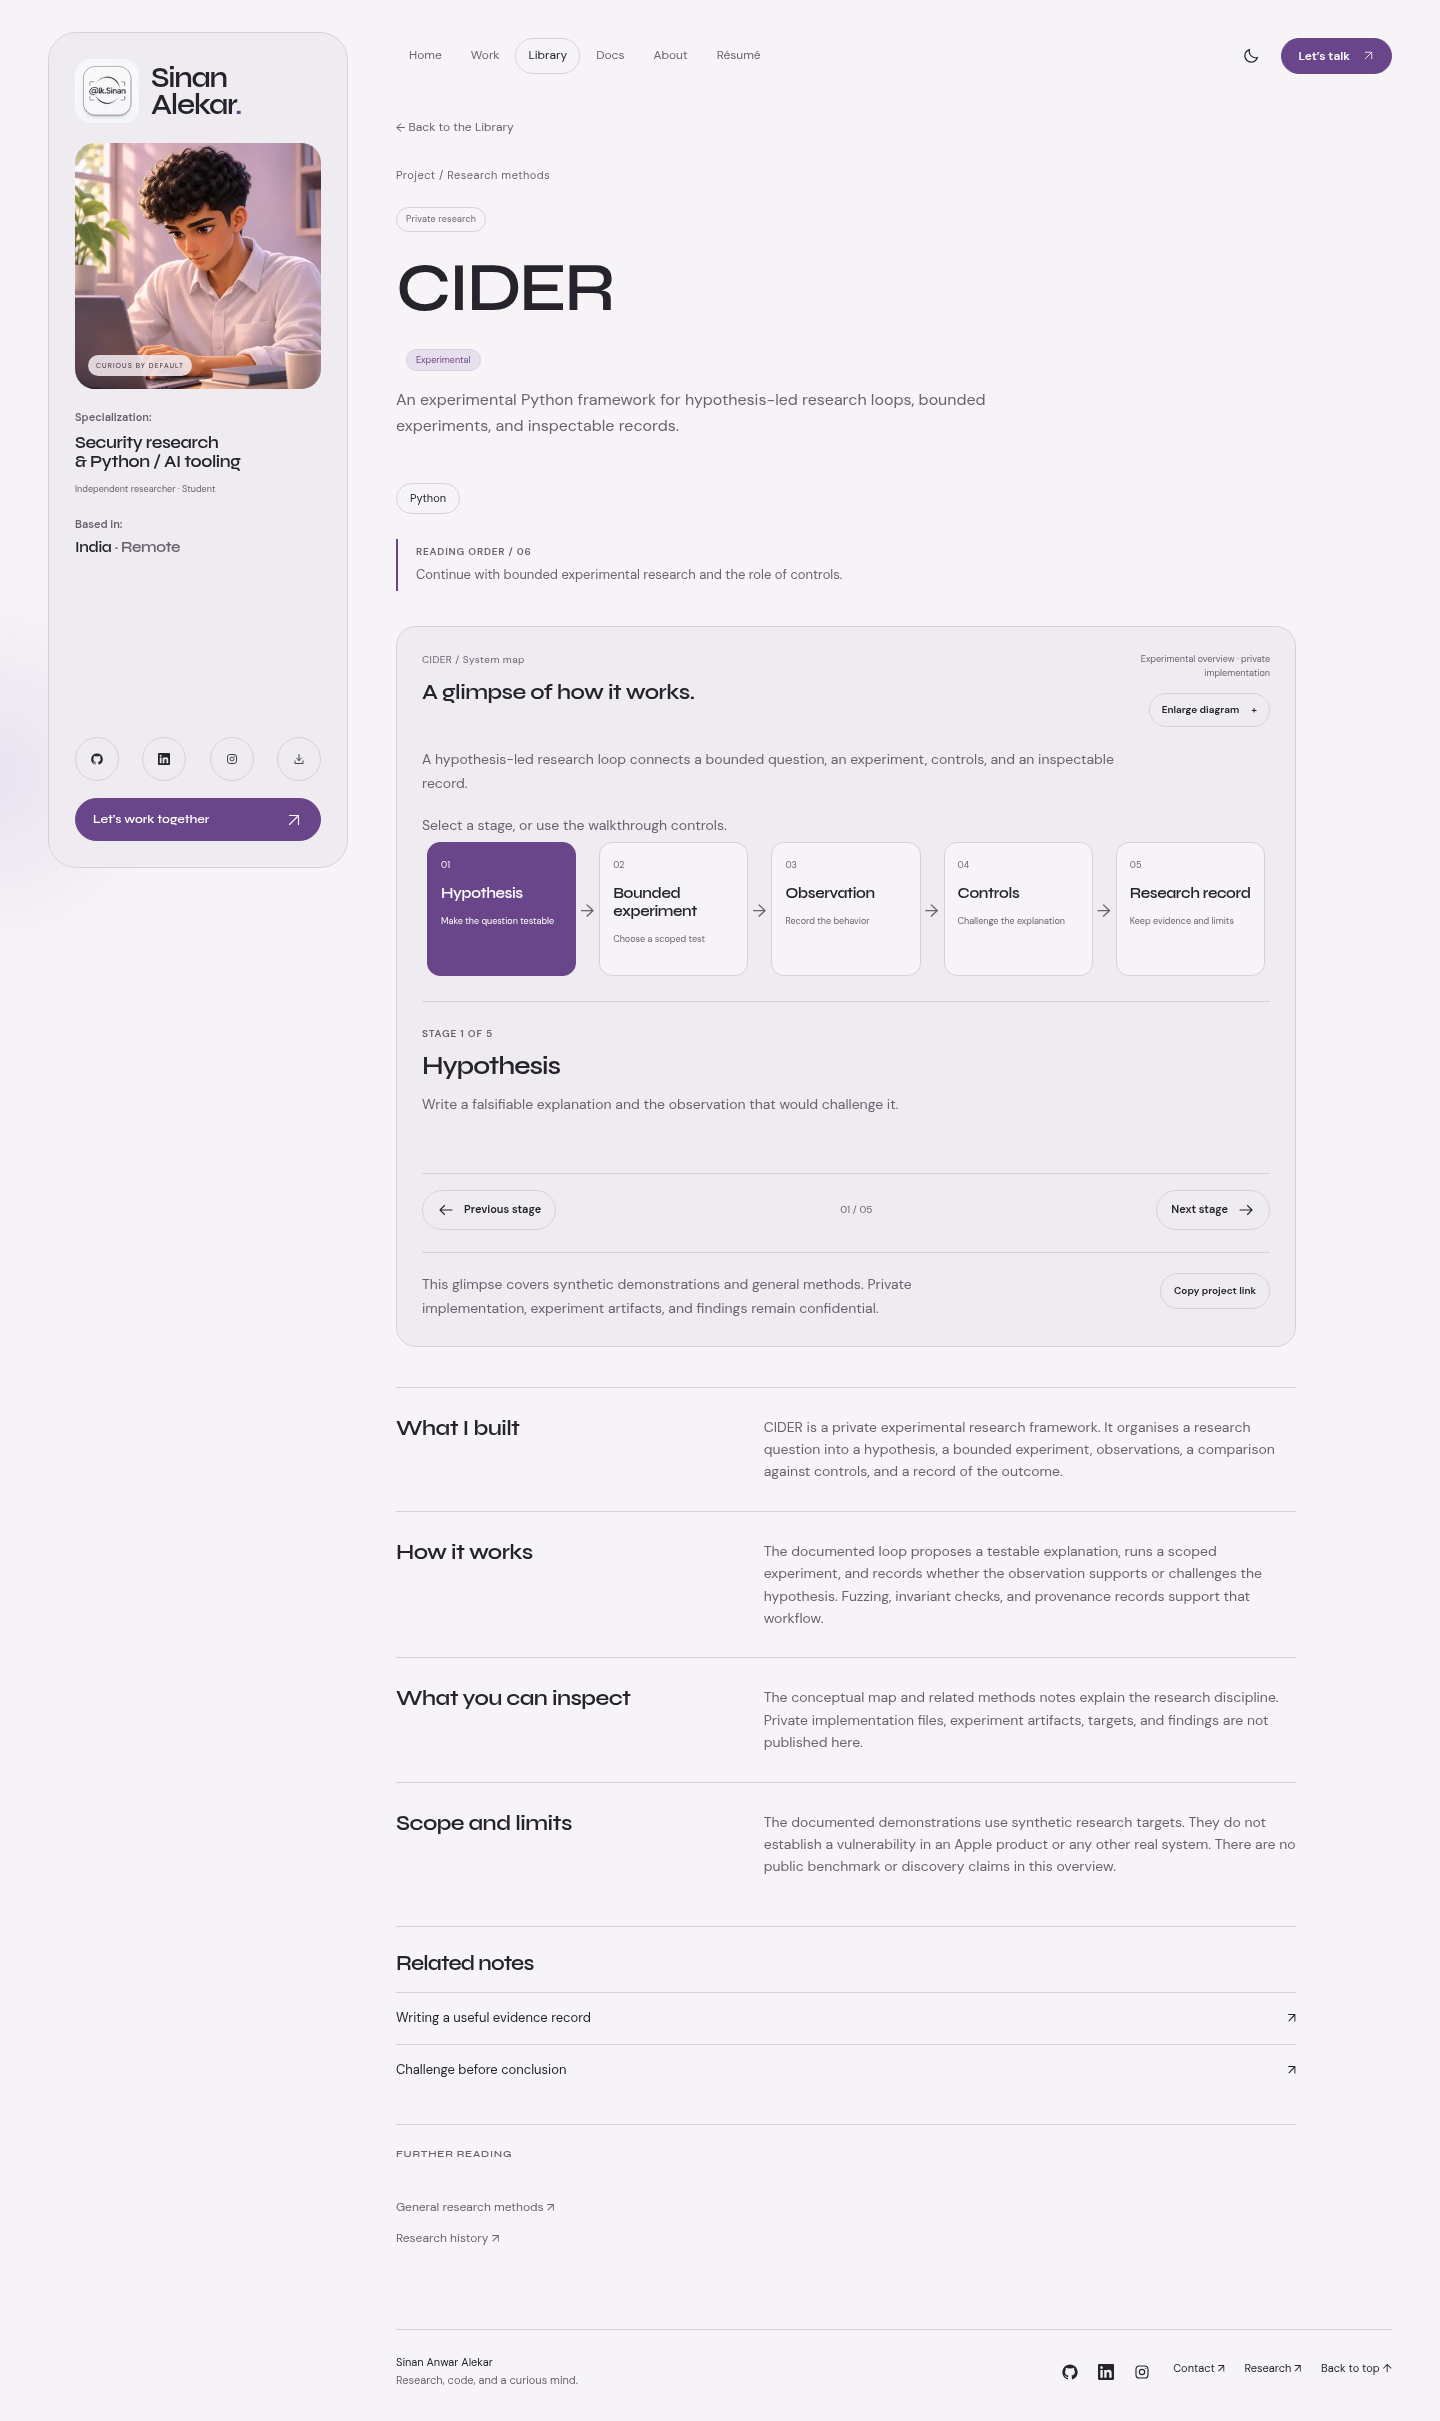 @Ik.Sinan
Sinan
Alekar.
CURIOUS BY DEFAULT
Specialization:
Security research
& Python / AI tooling
Independent researcher · Student
Based in:
India · Remote
Let's work together
Home Work Library Docs About Résumé
Let's talk
← Back to the Library
Project / Research methods
Private research
CIDER
Experimental
An experimental Python framework for hypothesis-led research loops, bounded
experiments, and inspectable records.
Python
READING ORDER / 06
Continue with bounded experimental research and the role of controls.
CIDER / System map
A glimpse of how it works.
Experimental overview · private
implementation
Enlarge diagram +
A hypothesis-led research loop connects a bounded question, an experiment, controls, and an inspectable
record.
Select a stage, or use the walkthrough controls.
01
Hypothesis
Make the question testable
02
Bounded
experiment
Choose a scoped test
03
Observation
Record the behavior
04
Controls
Challenge the explanation
05
Research record
Keep evidence and limits
STAGE 1 OF 5
Hypothesis
Write a falsifiable explanation and the observation that would challenge it.
Previous stage
01 / 05
Next stage
This glimpse covers synthetic demonstrations and general methods. Private
implementation, experiment artifacts, and findings remain confidential.
Copy project link
What I built
CIDER is a private experimental research framework. It organises a research
question into a hypothesis, a bounded experiment, observations, a comparison
against controls, and a record of the outcome.
How it works
The documented loop proposes a testable explanation, runs a scoped
experiment, and records whether the observation supports or challenges the
hypothesis. Fuzzing, invariant checks, and provenance records support that
workflow.
What you can inspect
The conceptual map and related methods notes explain the research discipline.
Private implementation files, experiment artifacts, targets, and findings are not
published here.
Scope and limits
The documented demonstrations use synthetic research targets. They do not
establish a vulnerability in an Apple product or any other real system. There are no
public benchmark or discovery claims in this overview.
Related notes
Writing a useful evidence record ↗
Challenge before conclusion ↗
FURTHER READING
General research methods ↗
Research history ↗
Sinan Anwar Alekar
Research, code, and a curious mind.
Contact ↗ Research ↗ Back to top ↑